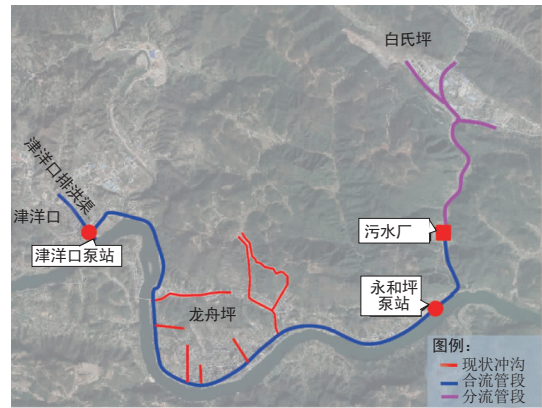 白氏坪
津洋口排洪渠
津洋口
津洋口泵站
污水厂
龙舟坪
永和坪
泵站
图例：
现状冲沟
合流管段
分流管段